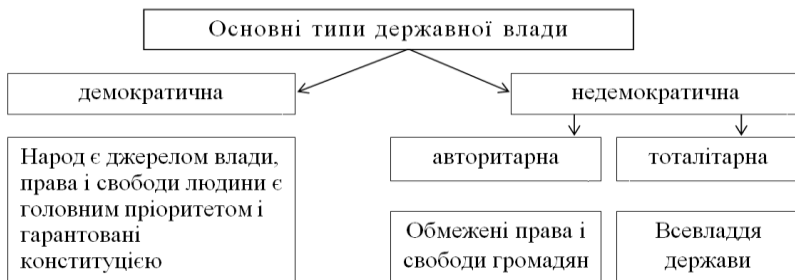 Основні типи державної влади
демократична
недемократична
Народ є джерелом влади,
права і свободи людини є
головним пріоритетом і
гарантовані
конституцією
авторитарна
тоталітарна
Обмежені права і
свободи громадян
Всевладдя
держави